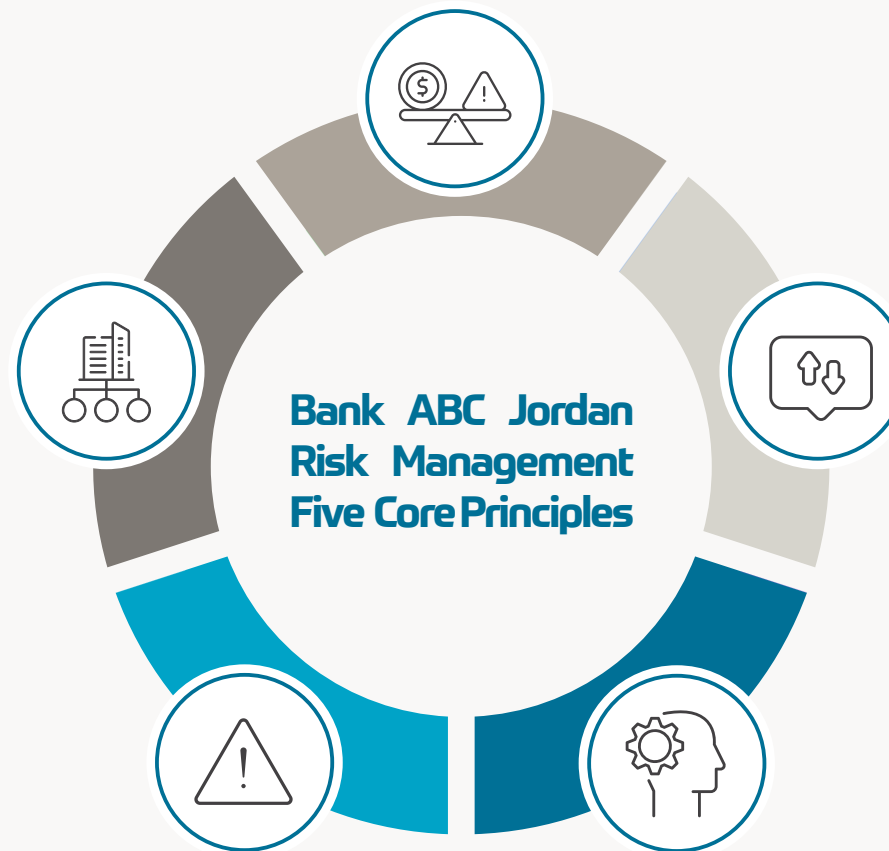 $
!
Bank ABC Jordan
Risk Management
Five Core Principles
!